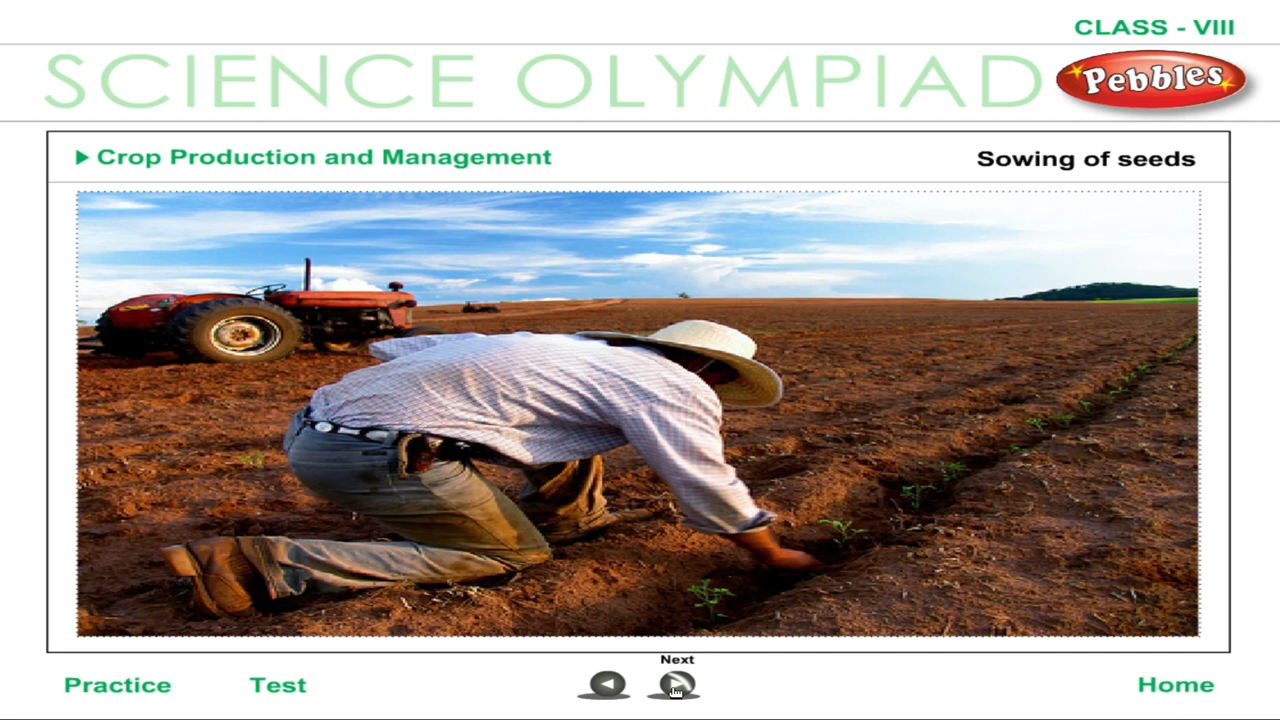 CLASS - VIII
SCIENCE OLYMPIAD
Pebbles
Crop Production and Management
Sowing of seeds
Next
Practice
Test
Home